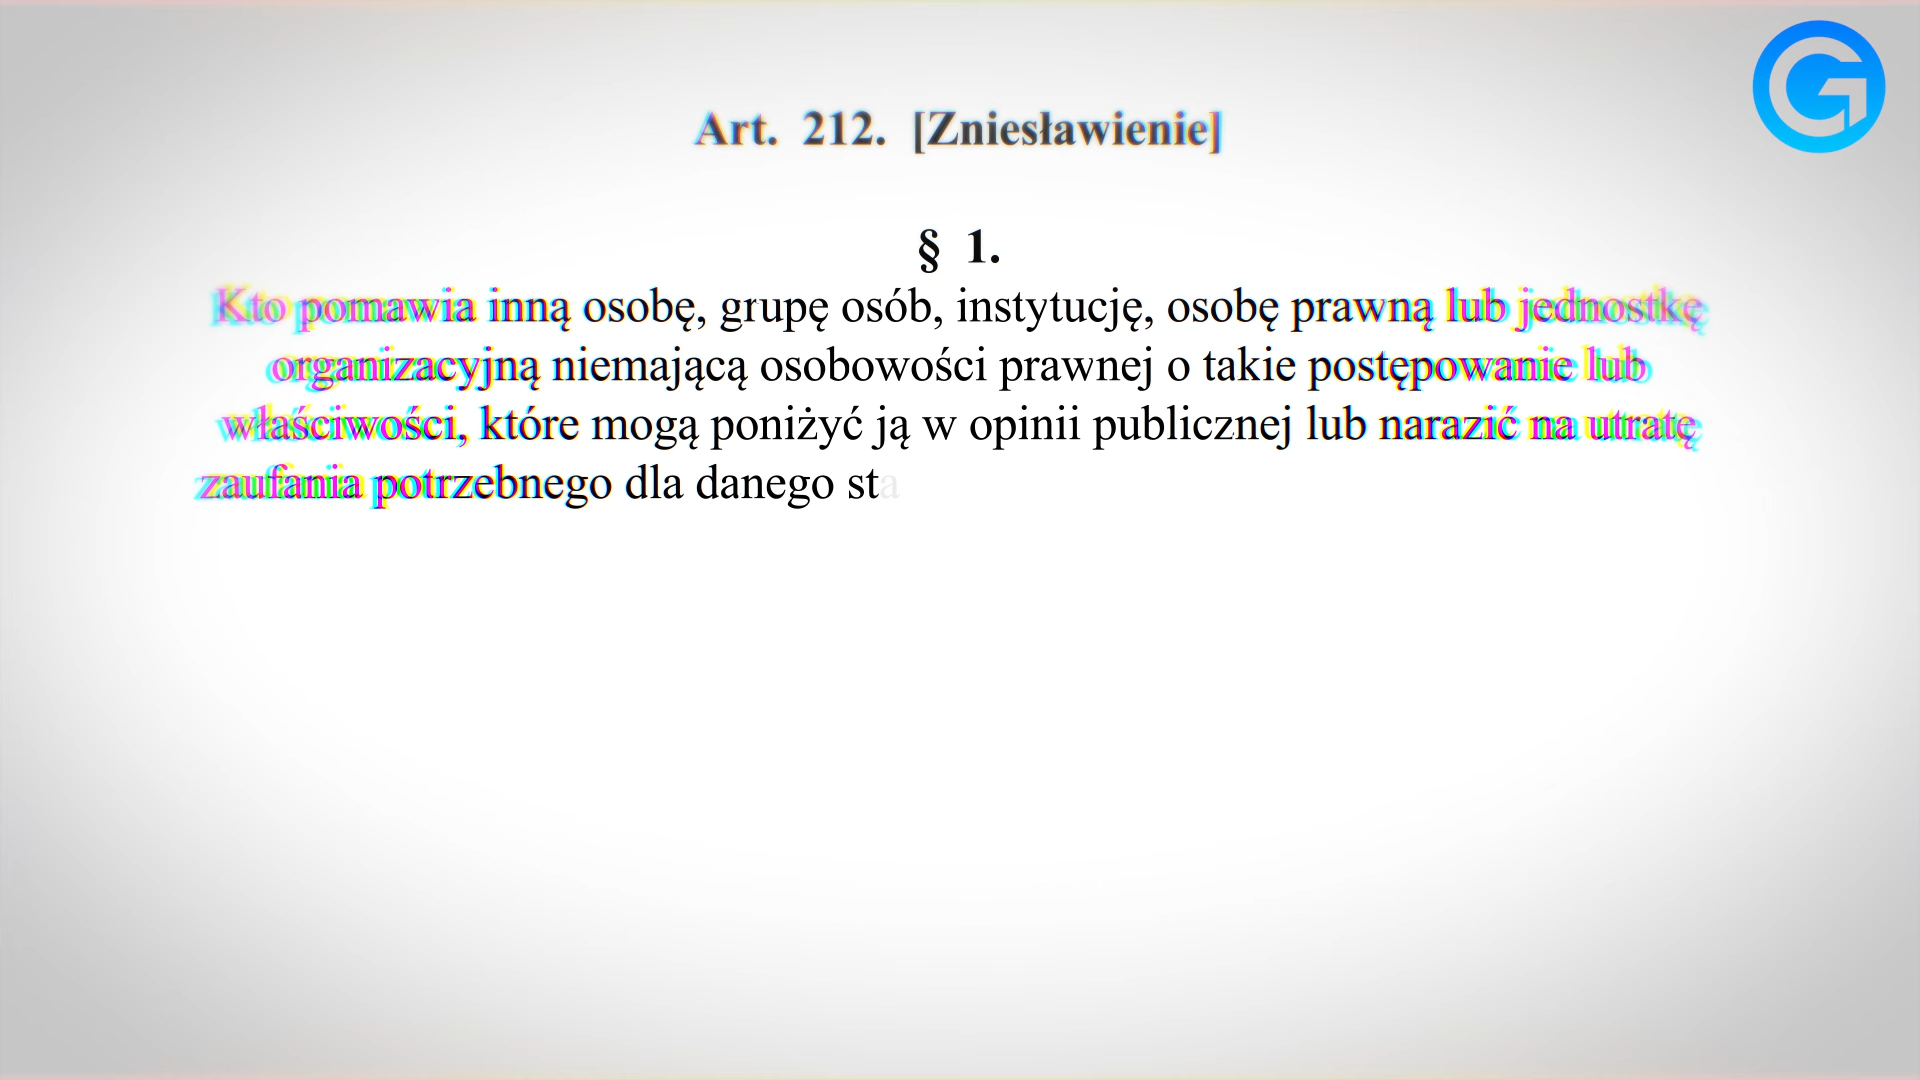 Art. 212. [Zniesławienie]
§ 1.
Kto pomawia inną osobę, grupę osób, instytucję, osobę prawną lub jednostkę
organizacyjną niemającą osobowości prawnej o takie postępowanie lub
właściwości, które mogą poniżyć ją w opinii publicznej lub narazić na utratę
zaufania potrzebnego dla danego sta